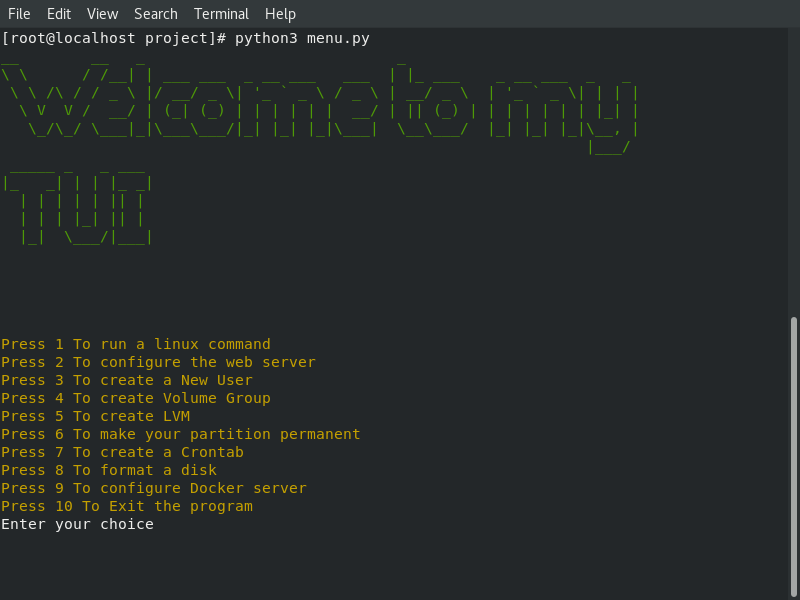 File Edit View Search Terminal Help
[root@localhost project]# python3 menu.py
Welcome to my
TUI
Press 1 To run a linux command
Press 2 To configure the web server
Press 3 To create a New User
Press 4 To create Volume Group
Press 5 To create LVM
Press 6 To make your partition permanent
Press 7 To create a Crontab
Press 8 To format a disk
Press 9 To configure Docker server
Press 10 To Exit the program
Enter your choice